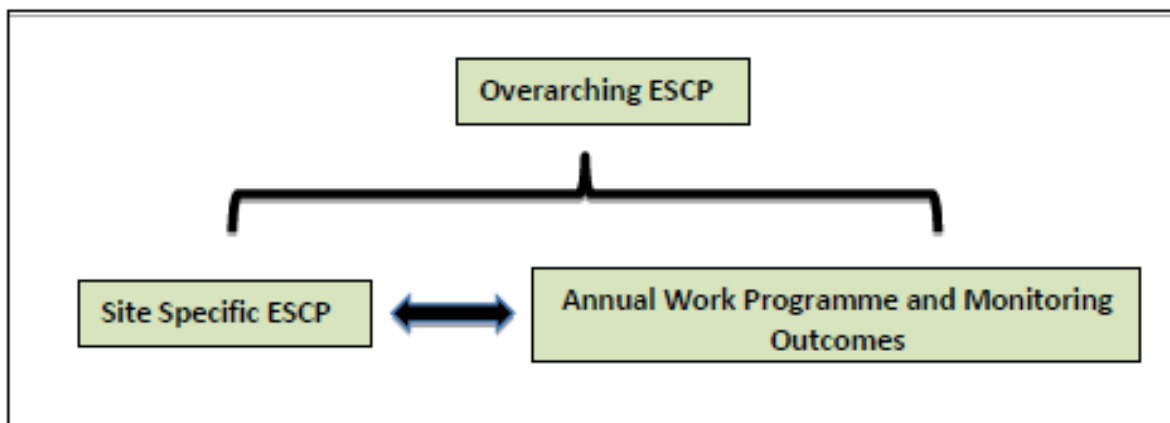 Overarching ESCP
Site Specific ESCP
Annual Work Programme and Monitoring
Outcomes